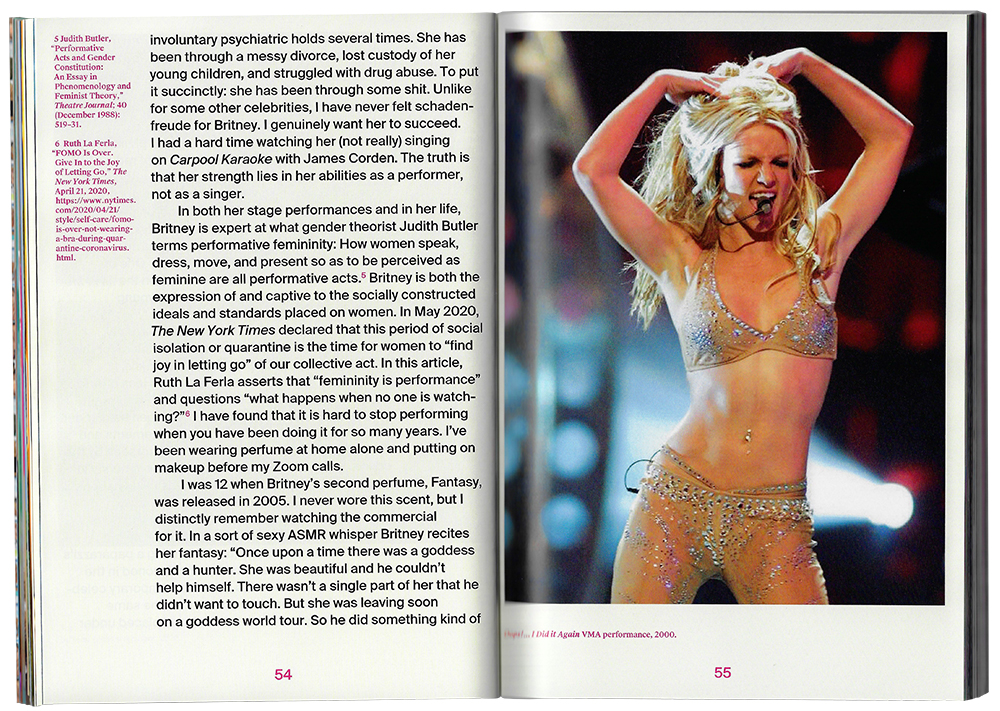 5 Judith Butler,
“Performative
Acts and Gender
Constitution:
An Essay in
Phenomenology and
Feminist Theory,”
Theatre Journal; 40
(December 1988):
519–31.
6 Ruth La Ferla,
“FOMO Is Over.
Give In to the Joy
of Letting Go,” The
New York Times,
April 21, 2020,
https://www.nytimes.
com/2020/04/21/
style/self-care/fomo-
is-over-not-wearing-
a-bra-during-quar-
antine-coronavirus.
html.
involuntary psychiatric holds several times. She has
been through a messy divorce, lost custody of her
young children, and struggled with drug abuse. To put
it succinctly: she has been through some shit. Unlike
for some other celebrities, I have never felt schaden-
freude for Britney. I genuinely want her to succeed.
I had a hard time watching her (not really) singing
on Carpool Karaoke with James Corden. The truth is
that her strength lies in her abilities as a performer,
not as a singer.
In both her stage performances and in her life,
Britney is expert at what gender theorist Judith Butler
terms performative femininity: How women speak,
dress, move, and present so as to be perceived as
feminine are all performative acts.5 Britney is both the
expression of and captive to the socially constructed
ideals and standards placed on women. In May 2020,
The New York Times declared that this period of social
isolation or quarantine is the time for women to “find
joy in letting go” of our collective act. In this article,
Ruth La Ferla asserts that “femininity is performance”
and questions “what happens when no one is watch-
ing?”6 I have found that it is hard to stop performing
when you have been doing it for so many years. I’ve
been wearing perfume at home alone and putting on
makeup before my Zoom calls.
I was 12 when Britney’s second perfume, Fantasy,
was released in 2005. I never wore this scent, but I
distinctly remember watching the commercial
for it. In a sort of sexy ASMR whisper Britney recites
her fantasy: “Once upon a time there was a goddess
and a hunter. She was beautiful and he couldn’t
help himself. There wasn’t a single part of her that he
didn’t want to touch. But she was leaving soon
on a goddess world tour. So he did something kind of
54
I Did it Again VMA performance, 2000.
55